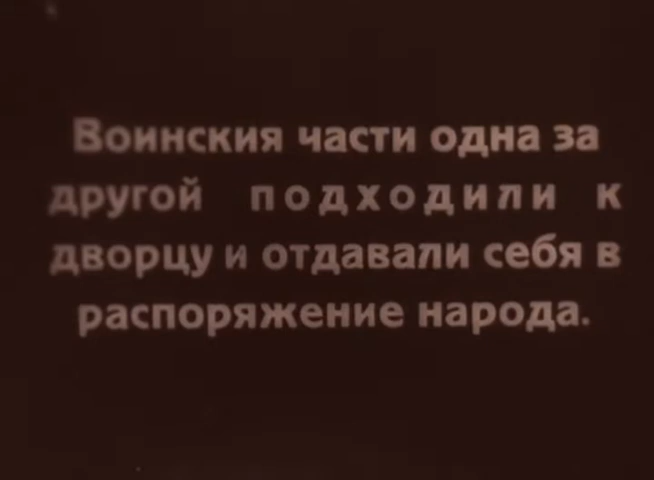 Воинския части одна за
другой подходили к
дворцу и отдавали себя в
распоряжение народа.